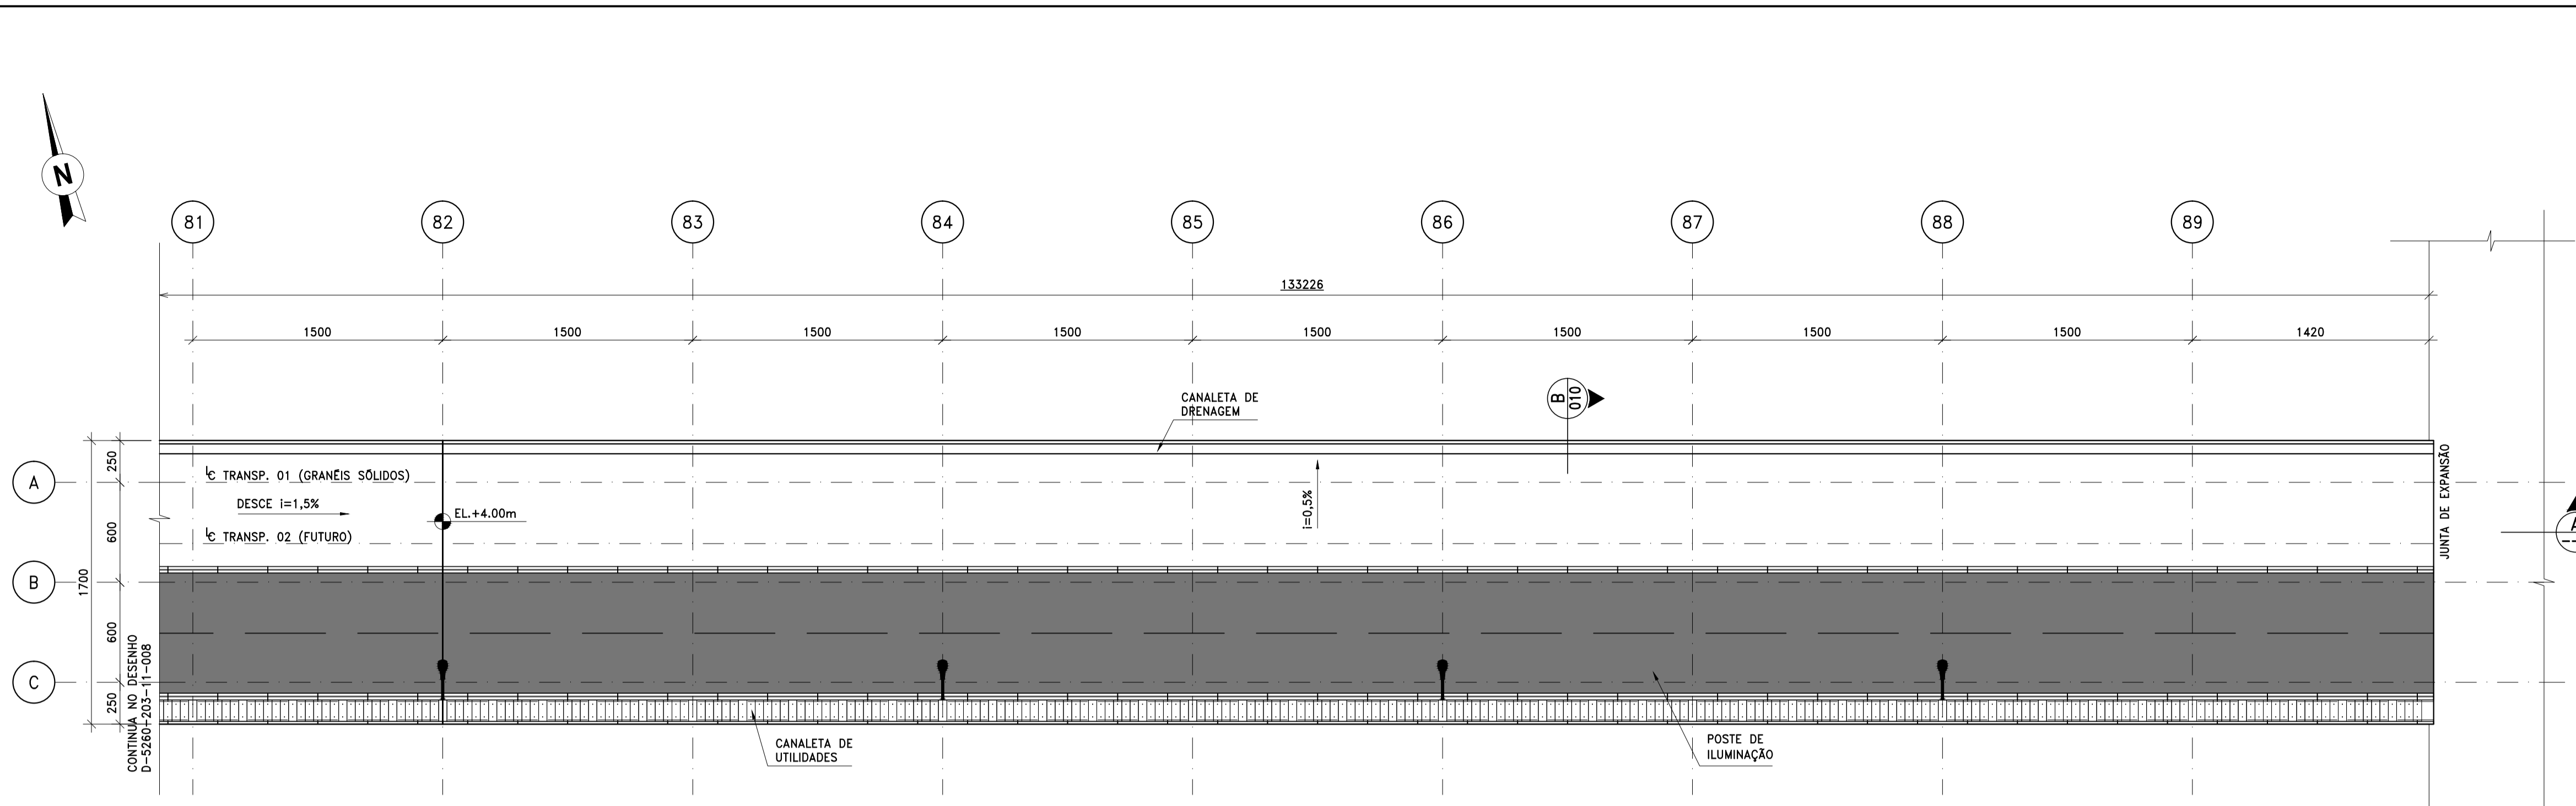 N
81
82
83
84
85
86
87
88
89
133226
1500
1500
1500
1500
1500
1500
1500
1500
1420
B
010
CANALETA DE
DRENAGEM
250
600
1700
600
250
A
B
C
℄ TRANSP. 01 (GRANÉIS SÓLIDOS)
DESCE i=1,5%
EL.+4.00m
℄ TRANSP. 02 (FUTURO)
i=0,5%
JUNTA DE EXPANSÃO
CONTINUA NO DESENHO
D-5260-203-11-008
CANALETA DE
UTILIDADES
POSTE DE
ILUMINAÇÃO